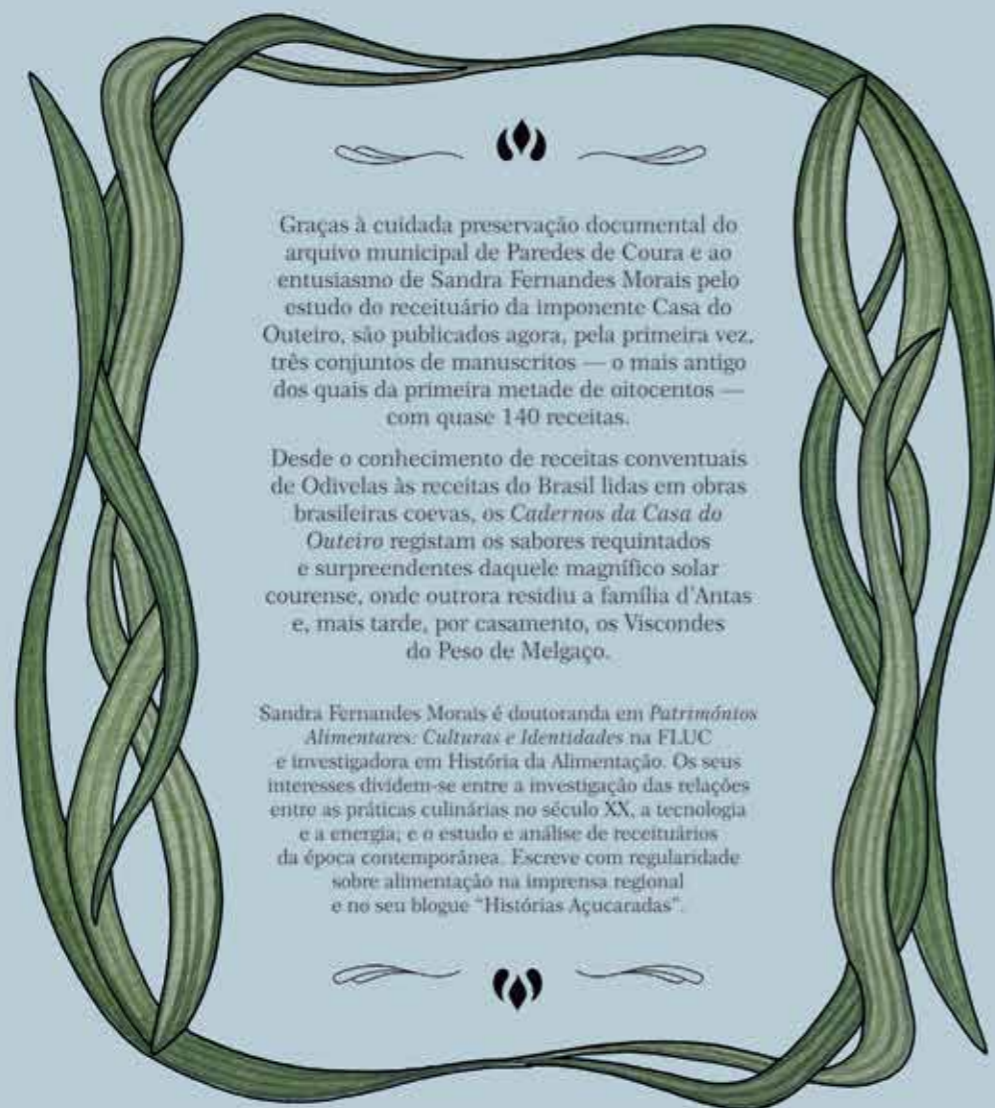 Graças à cuidada preservação documental do
arquivo municipal de Paredes de Coura e ao
entusiasmo de Sandra Fernandes Morais pelo
estudo do receituário da imponente Casa do
Outeiro, são publicados agora, pela primeira vez,
três conjuntos de manuscritos — o mais antigo
dos quais da primeira metade de oitocentos —
com quase 140 receitas.
Desde o conhecimento de receitas conventuais
de Odivelas às receitas do Brasil lidas em obras
brasileiras coevas, os Cadernos da Casa do
Outeiro registam os sabores requintados
e surpreendentes daquele magnífico solar
courense, onde outrora residiu a família d'Antas
e, mais tarde, por casamento, os Viscondes
do Peso de Melgaço.
Sandra Fernandes Morais é doutoranda em Patrimónios
Alimentares: Culturas e Identidades na FLUC
e investigadora em História da Alimentação. Os seus
interesses dividem-se entre a investigação das relações
entre as práticas culinárias no século XX, a tecnologia
e a energia; e o estudo e análise de receituários
da época contemporânea. Escreve com regularidade
sobre alimentação na imprensa regional
e no seu blogue “Histórias Açucaradas”.